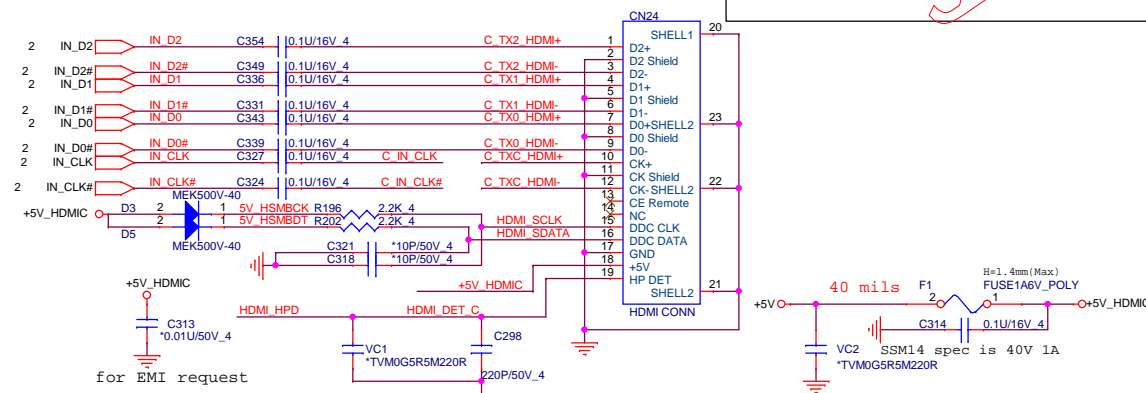 CN24
SHELL1 20
2 IN_D2 IN_D2 C354 0.1U/16V_4 C_TX2_HDMI+ 1 D2+
2 D2 Shield
2 IN_D2# IN_D2# C349 0.1U/16V_4 C_TX2_HDMI- 3 D2-
2 IN_D1 IN_D1 C336 0.1U/16V_4 C_TX1_HDMI+ 4 D1+
5 D1 Shield
2 IN_D1# IN_D1# C331 0.1U/16V_4 C_TX1_HDMI- 6 D1-
2 IN_D0 IN_D0 C343 0.1U/16V_4 C_TX0_HDMI+ 7 D0+ SHELL2 23
8 D0 Shield
2 IN_D0# IN_D0# C339 0.1U/16V_4 C_TX0_HDMI- 9 D0-
2 IN_CLK IN_CLK C327 0.1U/16V_4 C_IN_CLK C_TXC_HDMI+ 10 CK+
11 CK Shield
2 IN_CLK# IN_CLK# C324 0.1U/16V_4 C_IN_CLK# C_TXC_HDMI- 12 CK- SHELL2 22
MEK500V-40 13 CE Remote
+5V_HDMIC D3 2 1 5V_HSMBCK R196 2.2K_4 14 NC
D5 2 1 5V_HSMBDT R202 2.2K_4 HDMI_SCLK 15 DDC CLK
MEK500V-40 HDMI_SDATA 16 DDC DATA
C321 *10P/50V_4 17 GND
C318 *10P/50V_4 18 +5V
19 HP DET
+5V_HDMIC SHELL2 21
HDMI CONN
+5V_HDMIC
C313
*0.01U/50V_4
for EMI request
HDMI_HPD HDMI_DET_C
VC1
*TVM0G5R5M220R
C298
220P/50V_4
H=1.4mm(Max)
40 mils F1 FUSE1A6V_POLY
+5V 2 1 +5V_HDMIC
C314 0.1U/16V_4
SSM14 spec is 40V 1A
VC2
*TVM0G5R5M220R